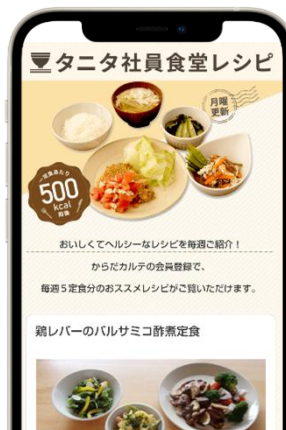 タニタ社員食堂レシピ
月曜
更新
一定食あたり
500
kcal
前後
おいしくてヘルシーなレシピを毎週ご紹介！
からだカルテの会員登録で、
毎週５定食分のおススメレシピがご覧いただけます。
鶏レバーのバルサミコ酢煮定食